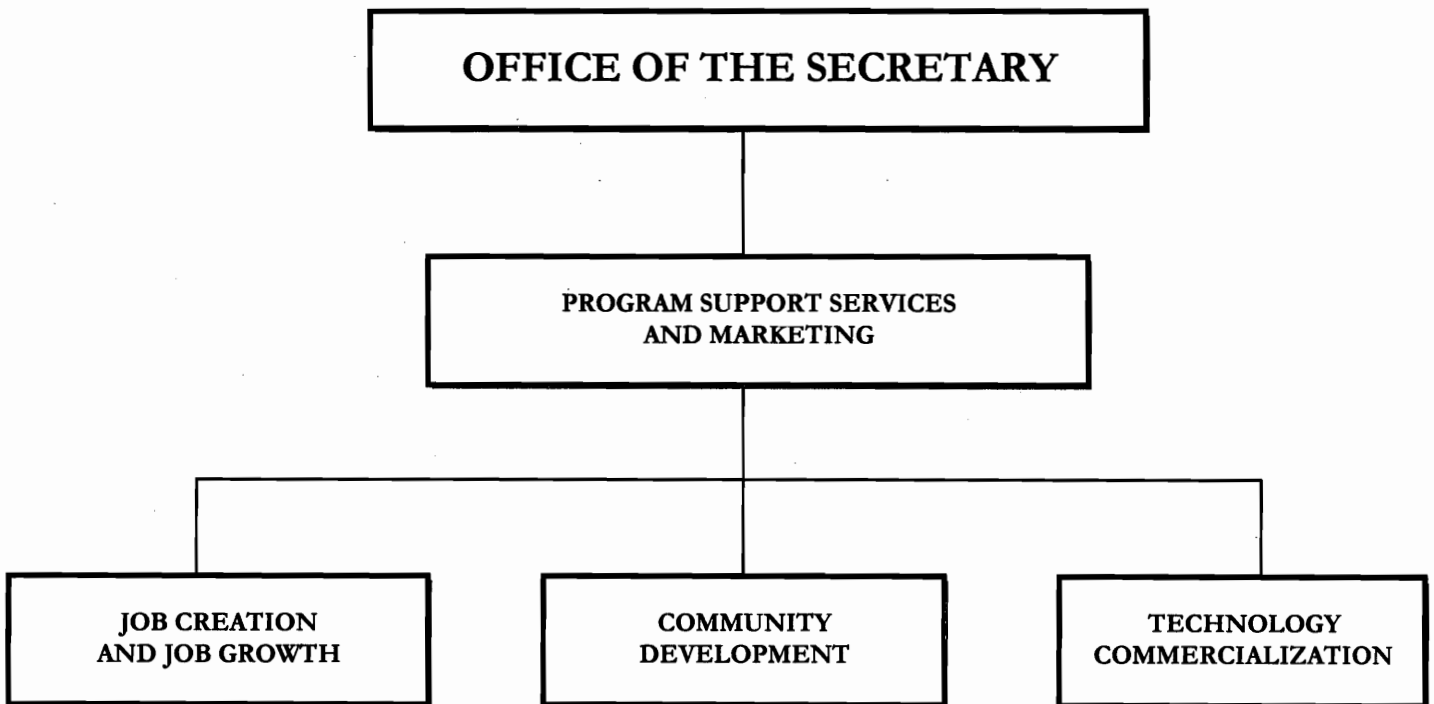 OFFICE OF THE SECRETARY
PROGRAM SUPPORT SERVICES
AND MARKETING
JOB CREATION
AND JOB GROWTH
COMMUNITY
DEVELOPMENT
TECHNOLOGY
COMMERCIALIZATION